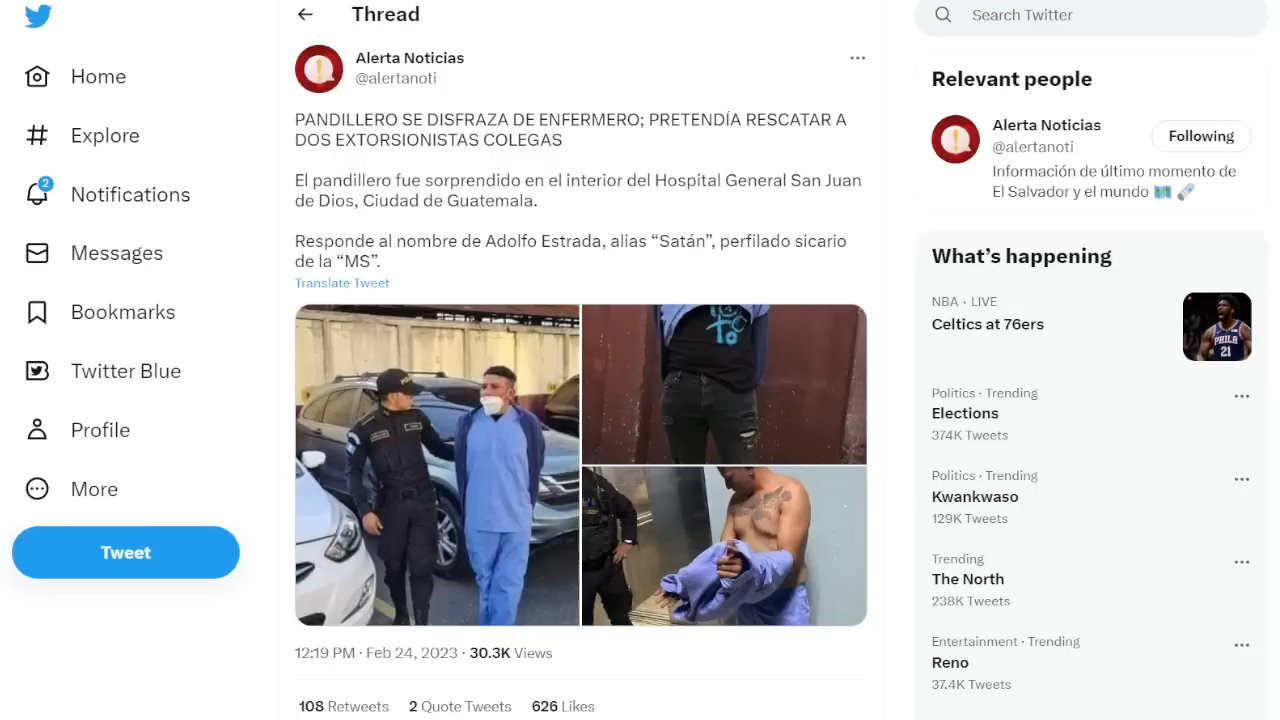 Thread
Search Twitter
Home
Explore
2
Notifications
Messages
Bookmarks
Twitter Blue
Profile
More
Tweet
Alerta Noticias
@alertanoti
PANDILLERO SE DISFRAZA DE ENFERMERO; PRETENDÍA RESCATAR A
DOS EXTORSIONISTAS COLEGAS
El pandillero fue sorprendido en el interior del Hospital General San Juan
de Dios, Ciudad de Guatemala.
Responde al nombre de Adolfo Estrada, alias “Satán”, perfilado sicario
de la “MS”.
Translate Tweet
12:19 PM · Feb 24, 2023 · 30.3K Views
108 Retweets 2 Quote Tweets 626 Likes
Relevant people
Alerta Noticias
@alertanoti
Following
Información de último momento de
El Salvador y el mundo
What’s happening
NBA · LIVE
Celtics at 76ers
PHILA
21
Politics · Trending
Elections
374K Tweets
Politics · Trending
Kwankwaso
129K Tweets
Trending
The North
238K Tweets
Entertainment · Trending
Reno
37.4K Tweets